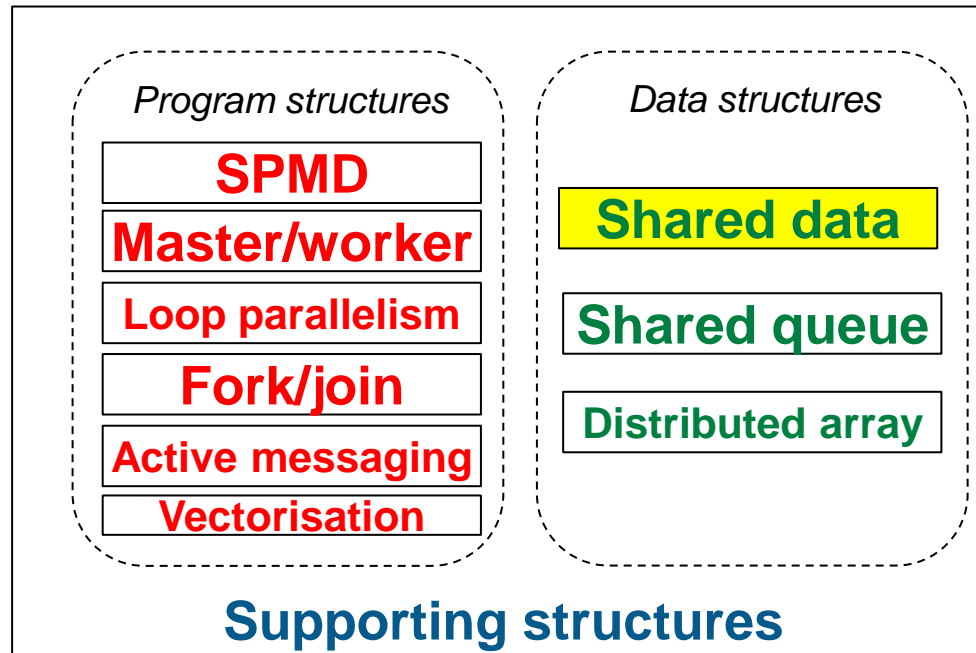 Program structures
SPMD
Master/worker
Loop parallelism
Fork/join
Active messaging
Vectorisation
Data structures
Shared data
Shared queue
Distributed array
Supporting structures